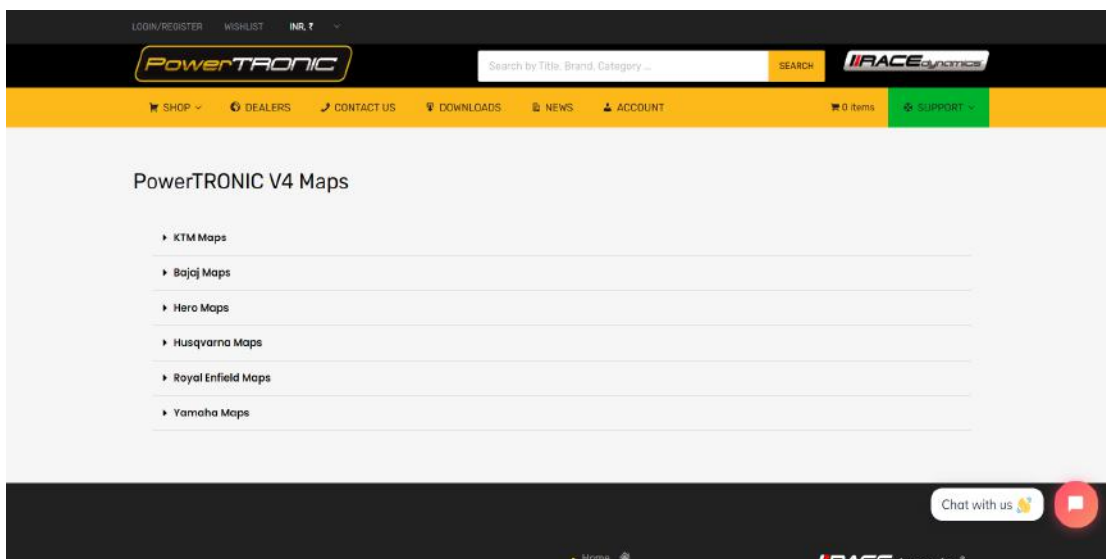 LOGIN/REGISTER WISHLIST INR, ₹
PowerTRONIC
Search by Title, Brand, Category ...
SEARCH
RACEdynamics
SHOP DEALERS CONTACT US DOWNLOADS NEWS ACCOUNT 0 items SUPPORT
PowerTRONIC V4 Maps
KTM Maps
Bajaj Maps
Hero Maps
Husqvarna Maps
Royal Enfield Maps
Yamaha Maps
Chat with us 👋
Home
RACE